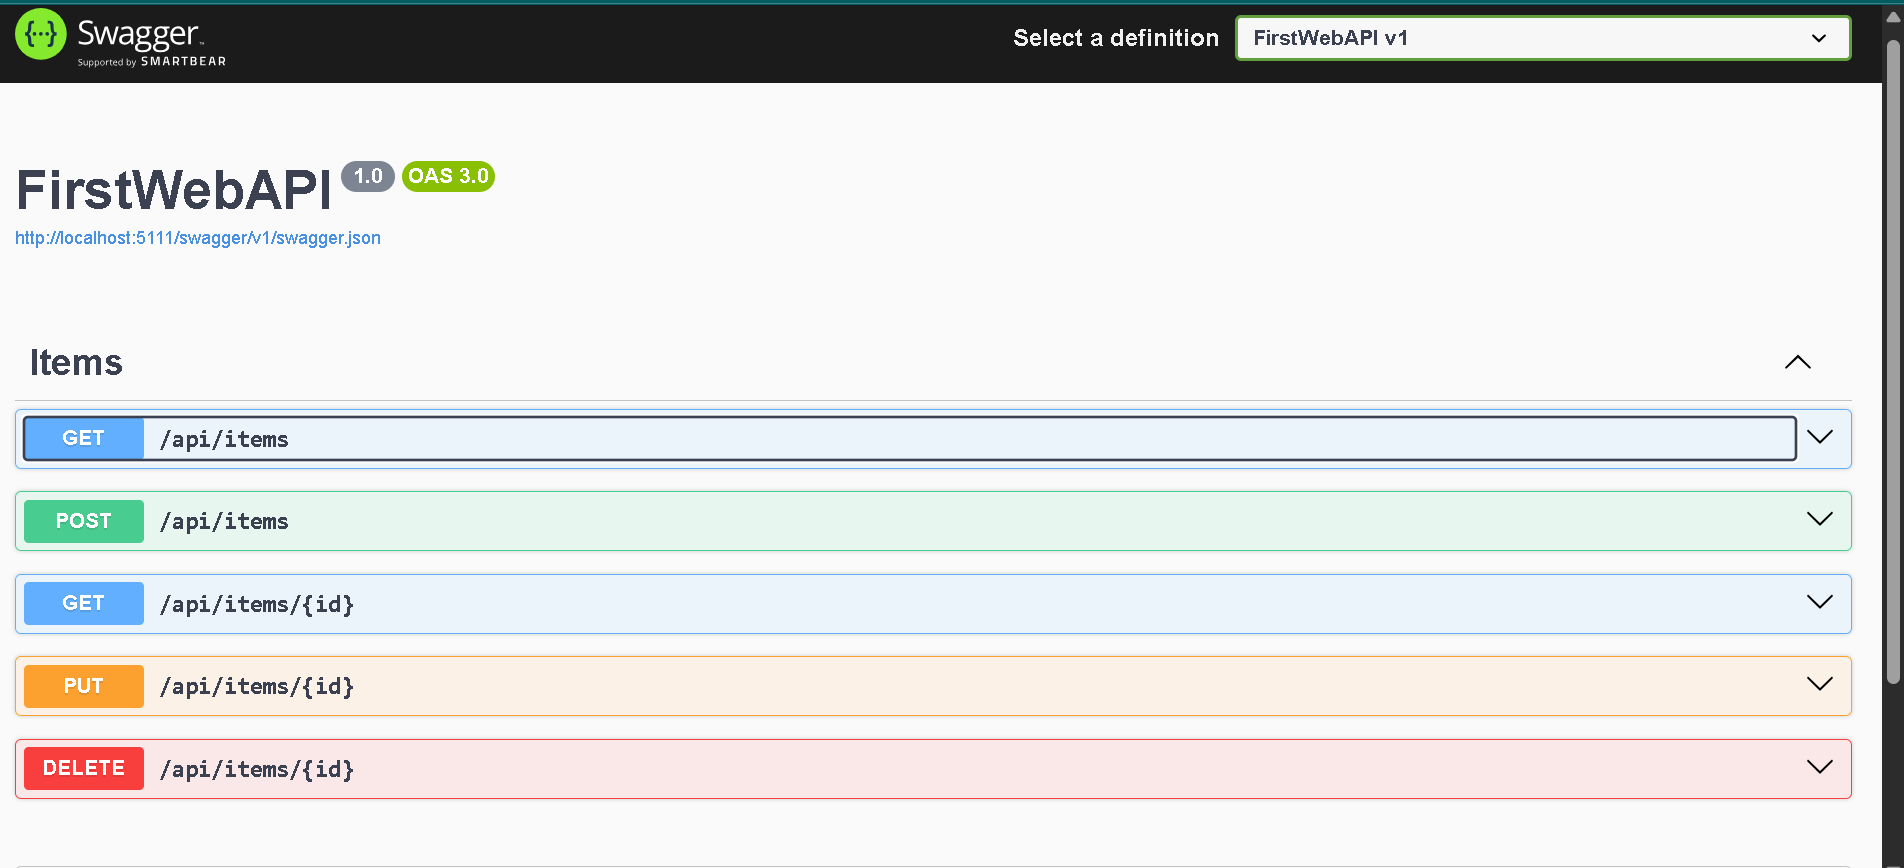 Swagger
Supported by SMARTBEAR
Select a definition
FirstWebAPI v1
FirstWebAPI 1.0 OAS 3.0
http://localhost:5111/swagger/v1/swagger.json
Items
GET /api/items
POST /api/items
GET /api/items/{id}
PUT /api/items/{id}
DELETE /api/items/{id}